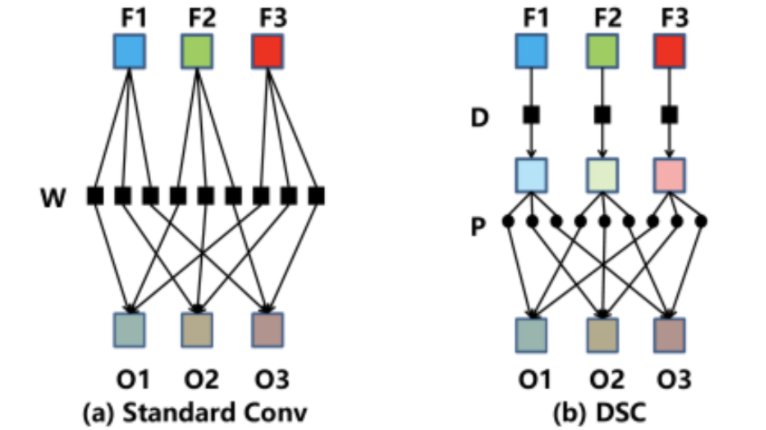 F1 F2 F3
W
O1 O2 O3
(a) Standard Conv
F1 F2 F3
D
P
O1 O2 O3
(b) DSC